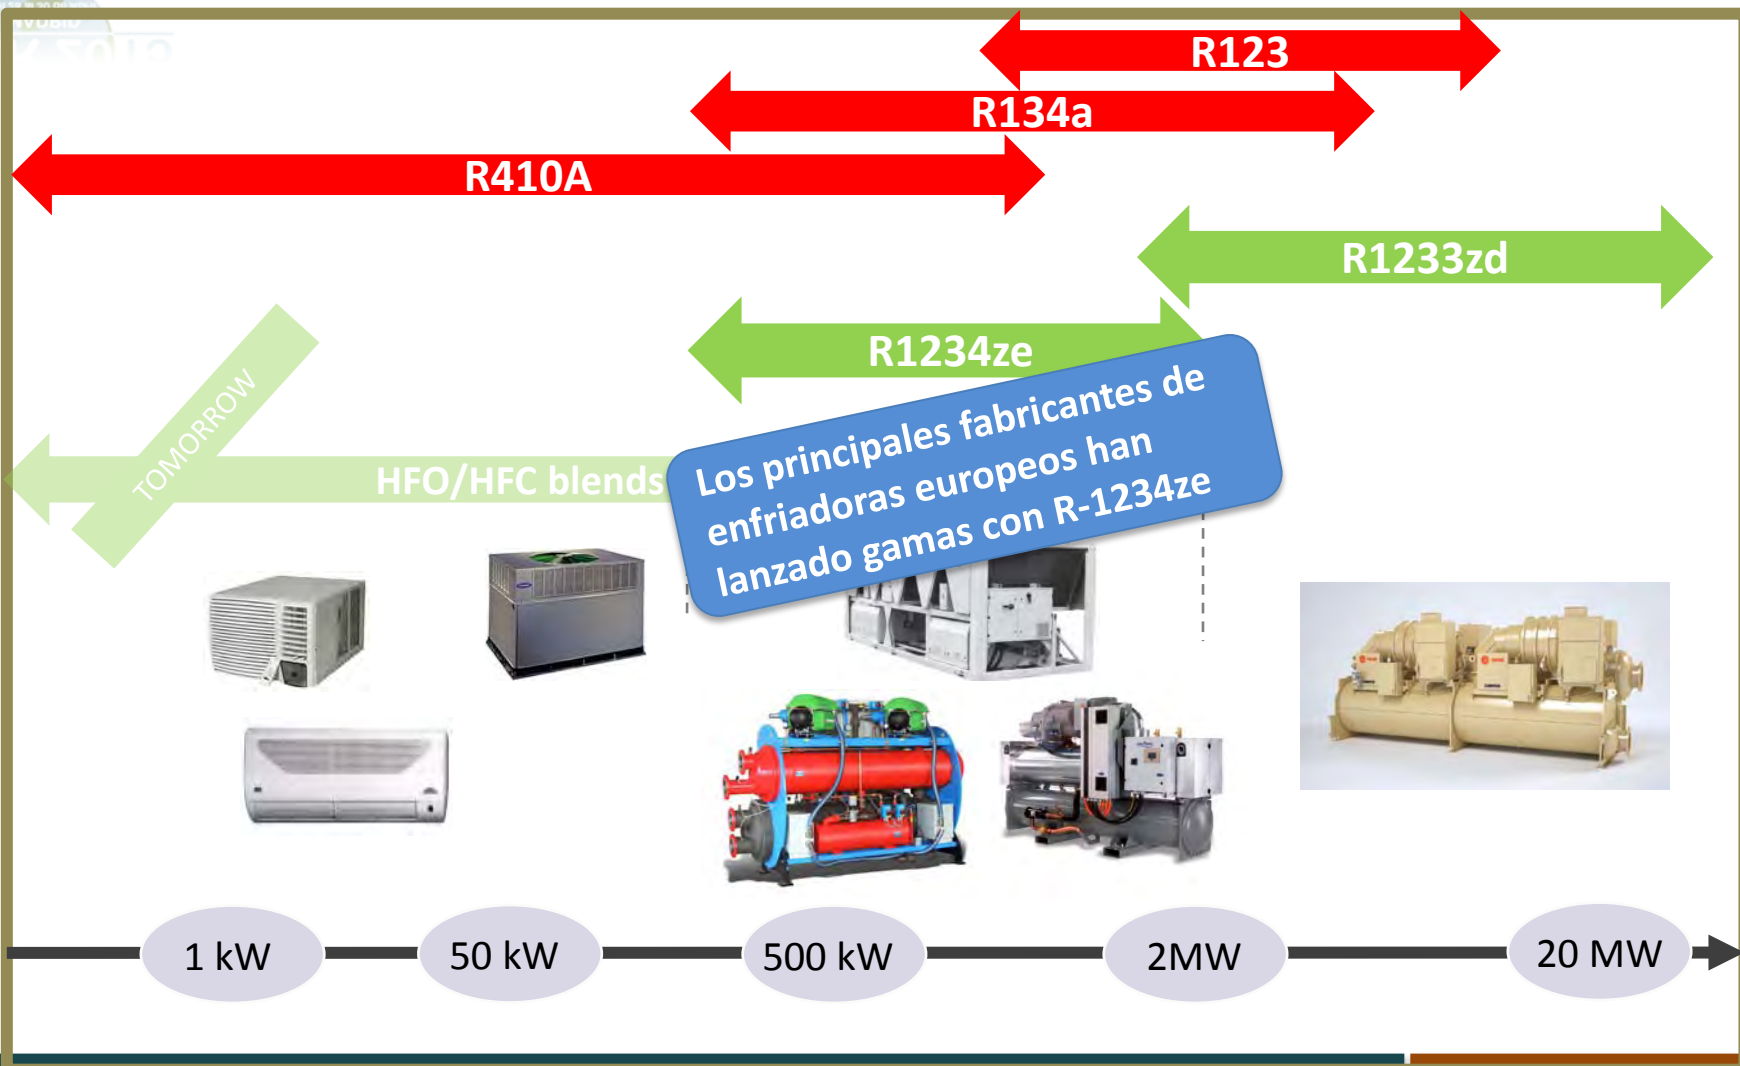 R123
R134a
R410A
R1233zd
R1234ze
TOMORROW
HFO/HFC blends
Los principales fabricantes de
enfriadoras europeos han
lanzado gamas con R-1234ze
1 kW
50 kW
500 kW
2MW
20 MW